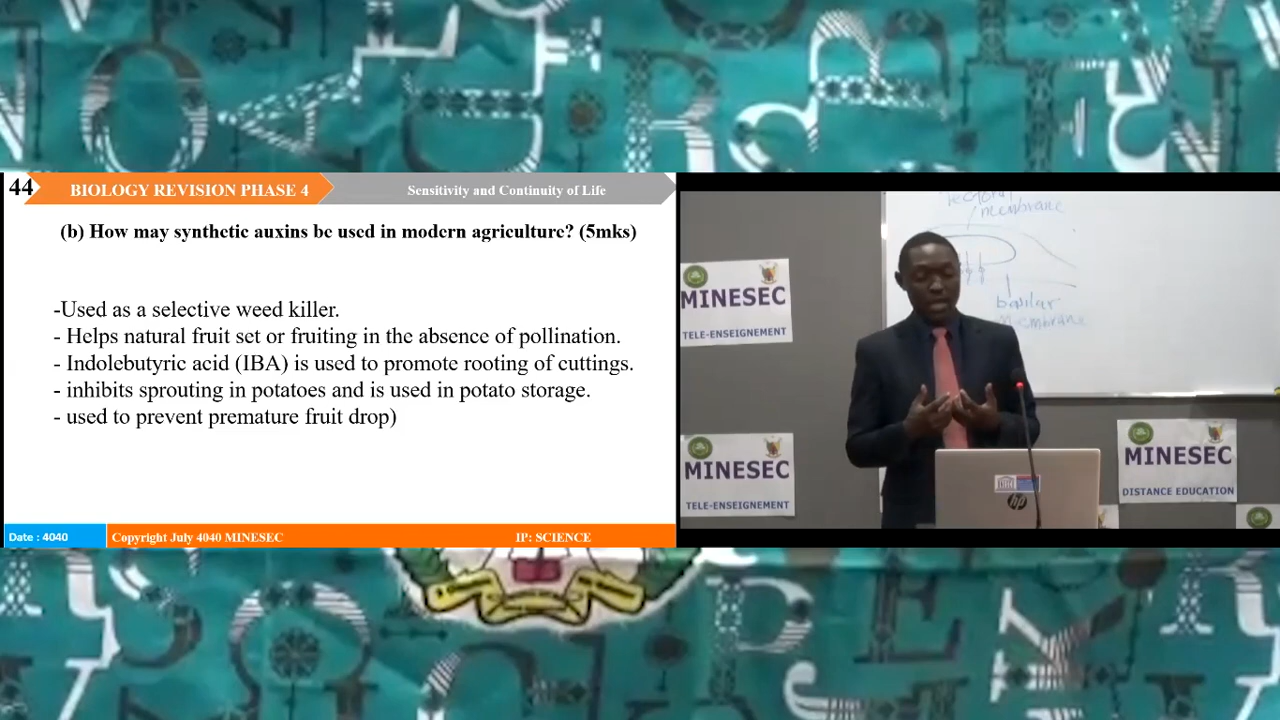 44
BIOLOGY REVISION PHASE 4
Sensitivity and Continuity of Life
(b) How may synthetic auxins be used in modern agriculture? (5mks)
-Used as a selective weed killer.
- Helps natural fruit set or fruiting in the absence of pollination.
- Indolebutyric acid (IBA) is used to promote rooting of cuttings.
- inhibits sprouting in potatoes and is used in potato storage.
- used to prevent premature fruit drop)
Date : 4040
Copyright July 4040 MINESEC
IP: SCIENCE
membrane
basilar
membrane
MINESEC
TELE-ENSEIGNEMENT
MINESEC
TELE-ENSEIGNEMENT
MINESEC
DISTANCE EDUCATION
hp